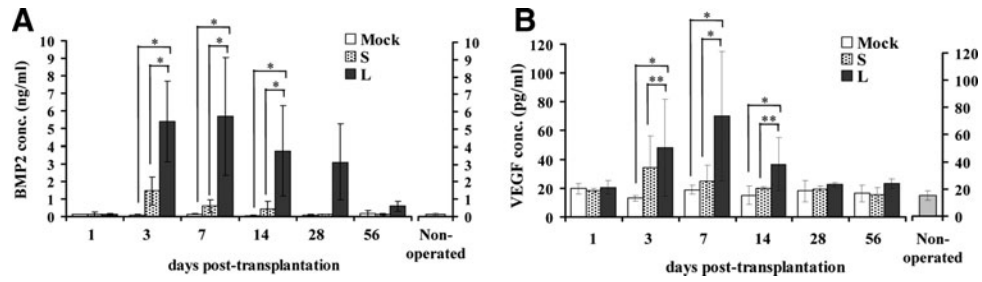 A
BMP2 conc. (ng/ml)
10
9
8
7
6
5
4
3
2
1
0
* * * * * *
Mock
S
L
10
9
8
7
6
5
4
3
2
1
0
1 3 7 14 28 56 Non-
operated
days post-transplantation
B
VEGF conc. (pg/ml)
120
100
80
60
40
20
0
* ** * * * **
Mock
S
L
120
100
80
60
40
20
0
1 3 7 14 28 56 Non-
operated
days post-transplantation